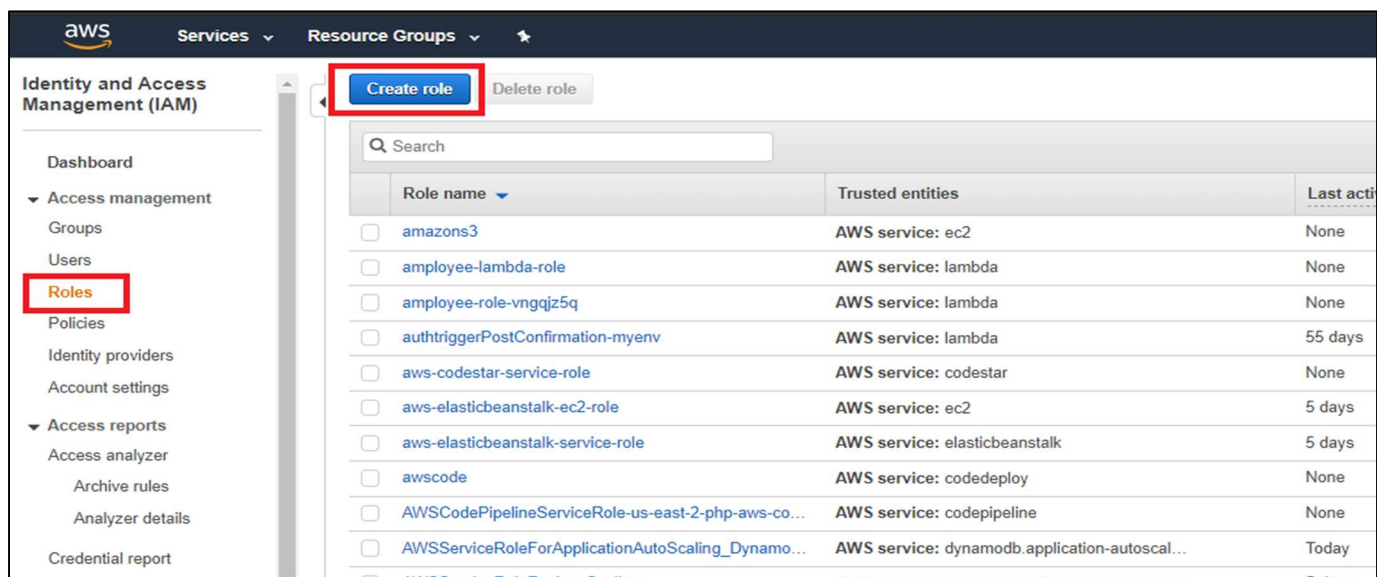 aws Services Resource Groups
Identity and Access
Management (IAM)
Dashboard
Access management
Groups
Users
Roles
Policies
Identity providers
Account settings
Access reports
Access analyzer
Archive rules
Analyzer details
Credential report
Create role Delete role
Search
Role name Trusted entities Last acti
amazons3 AWS service: ec2 None
amployee-lambda-role AWS service: lambda None
amployee-role-vngqjz5q AWS service: lambda None
authtriggerPostConfirmation-myenv AWS service: lambda 55 days
aws-codestar-service-role AWS service: codestar None
aws-elasticbeanstalk-ec2-role AWS service: ec2 5 days
aws-elasticbeanstalk-service-role AWS service: elasticbeanstalk 5 days
awscode AWS service: codedeploy None
AWSCodePipelineServiceRole-us-east-2-php-aws-co... AWS service: codepipeline None
AWSServiceRoleForApplicationAutoScaling_Dynamo... AWS service: dynamodb.application-autoscal... Today